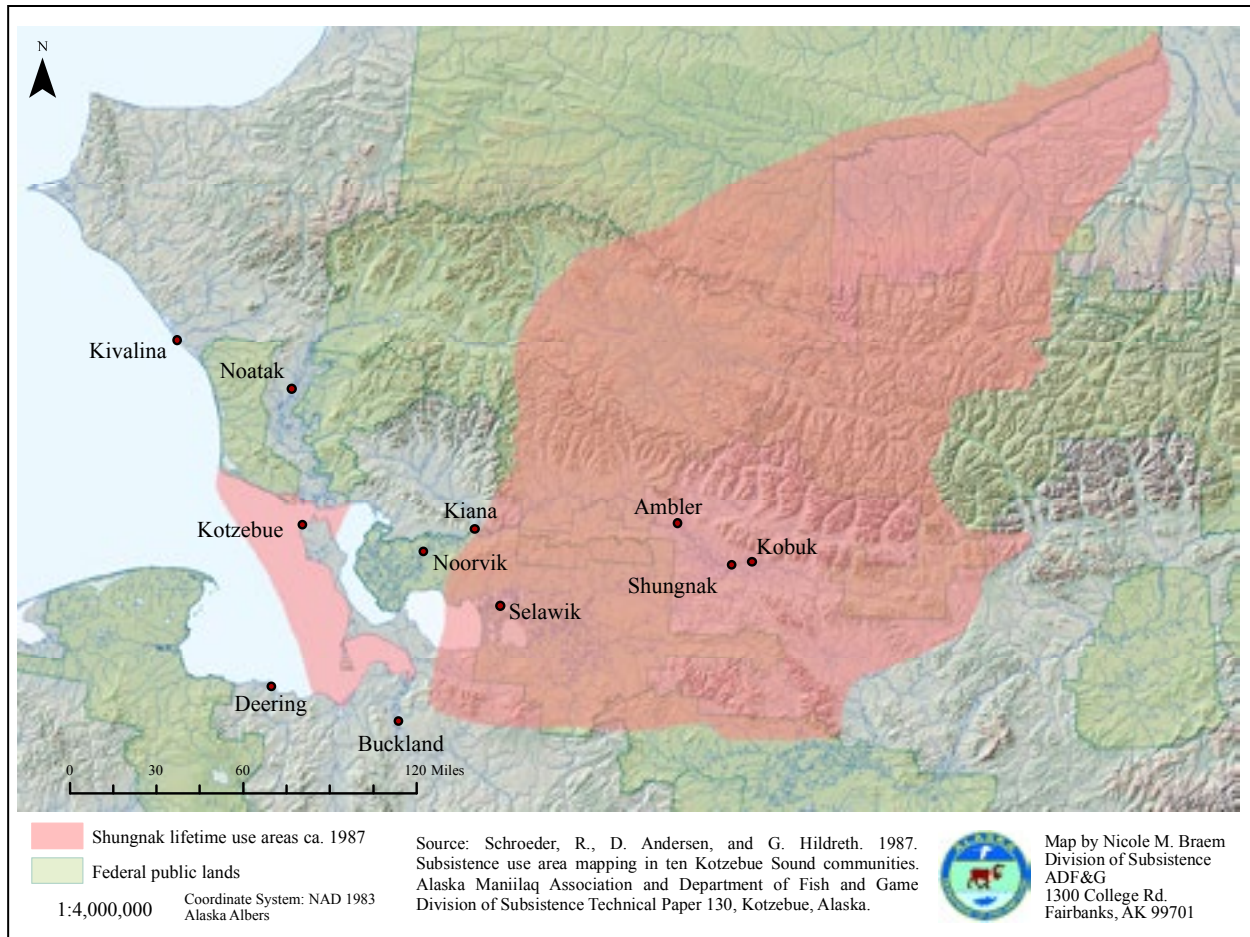 N
Kivalina
Noatak
Kotzebue
Kiana
Noorvik
Ambler
Kobuk
Shungnak
Selawik
Deering
Buckland
0 30 60 120 Miles
Shungnak lifetime use areas ca. 1987
Federal public lands
1:4,000,000
Coordinate System: NAD 1983
Alaska Albers
Source: Schroeder, R., D. Andersen, and G. Hildreth. 1987.
Subsistence use area mapping in ten Kotzebue Sound communities.
Alaska Maniilaq Association and Department of Fish and Game
Division of Subsistence Technical Paper 130, Kotzebue, Alaska.
ALASKA
Map by Nicole M. Braem
Division of Subsistence
ADF&G
1300 College Rd.
Fairbanks, AK 99701